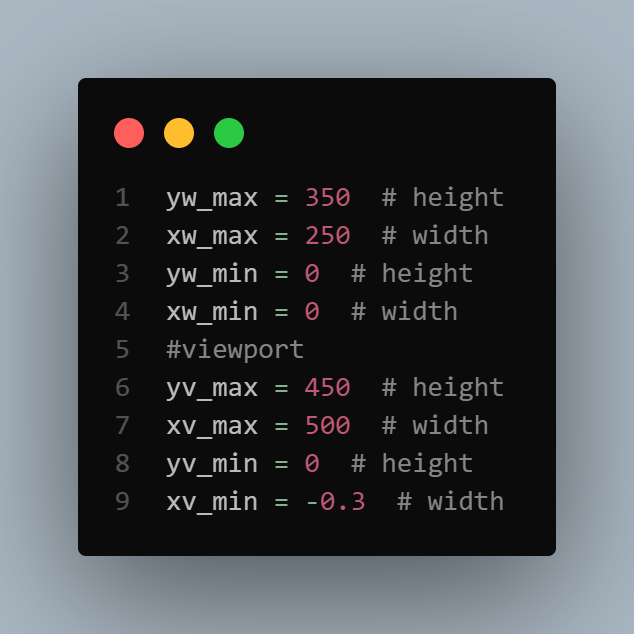 1 yw_max = 350  # height
2 xw_max = 250  # width
3 yw_min = 0  # height
4 xw_min = 0  # width
5 #viewport
6 yv_max = 450  # height
7 xv_max = 500  # width
8 yv_min = 0  # height
9 xv_min = -0.3  # width